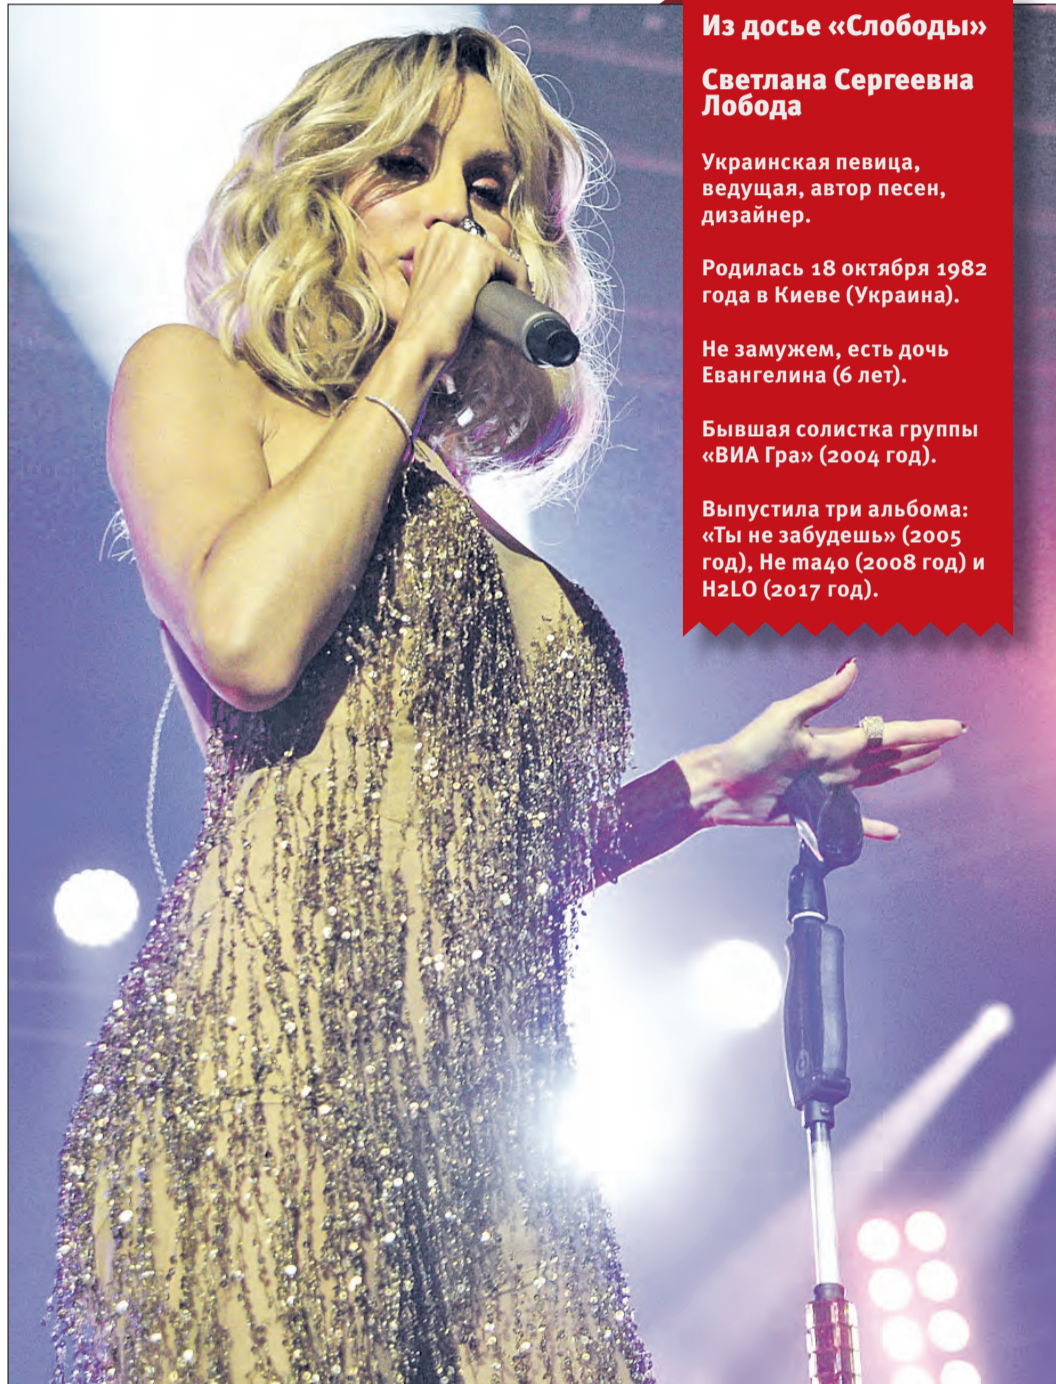 Из досье «Слободы»
Светлана Сергеевна
Лобода
Украинская певица,
ведущая, автор песен,
дизайнер.
Родилась 18 октября 1982
года в Киеве (Украина).
Не замужем, есть дочь
Евангелина (6 лет).
Бывшая солистка группы
«ВИА Гра» (2004 год).
Выпустила три альбома:
«Ты не забудешь» (2005
год), Не ma4o (2008 год) и
H2LO (2017 год).